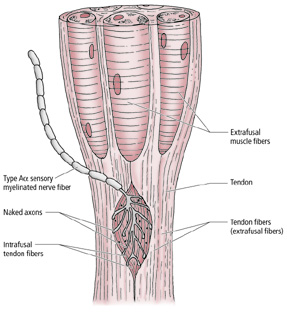 Extrafusal
muscle fibers
Type Aα sensory
myelinated nerve fiber
Tendon
Naked axons
Tendon fibers
(extrafusal fibers)
Intrafusal
tendon fibers